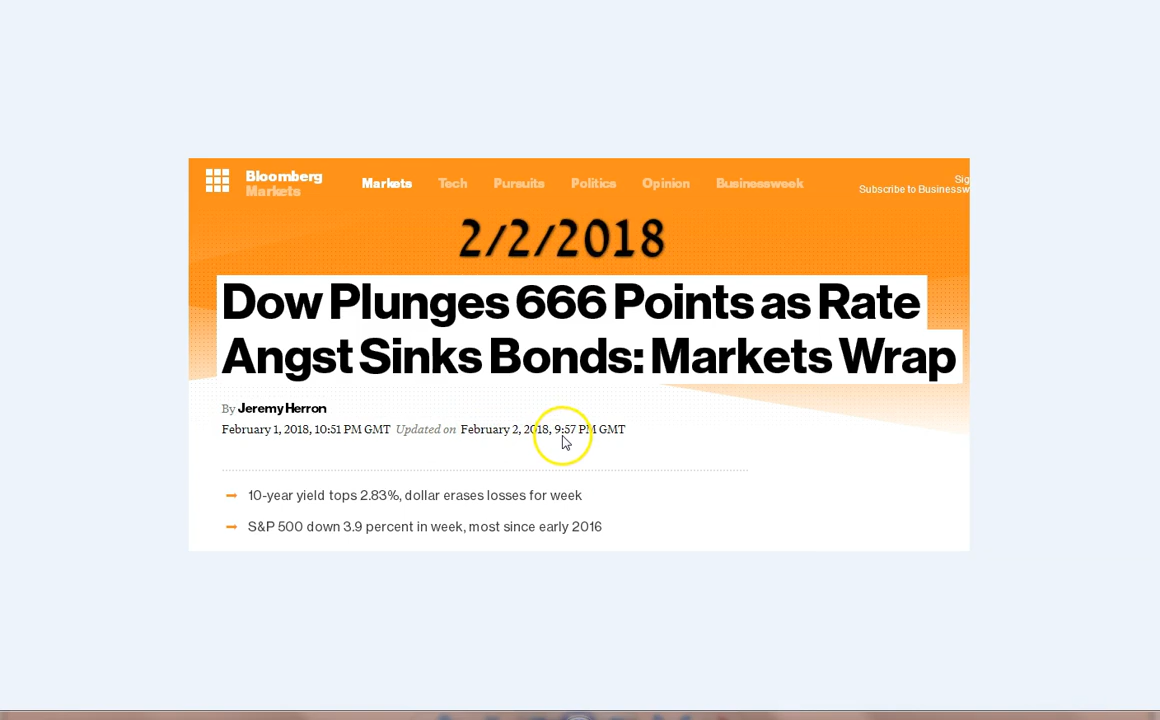 Bloomberg
Markets
Markets Tech Pursuits Politics Opinion Businessweek
Sig
Subscribe to Businessw
2/2/2018
Dow Plunges 666 Points as Rate
Angst Sinks Bonds: Markets Wrap
By Jeremy Herron
February 1, 2018, 10:51 PM GMT Updated on February 2, 2018, 9:57 PM GMT
10-year yield tops 2.83%, dollar erases losses for week
S&P 500 down 3.9 percent in week, most since early 2016